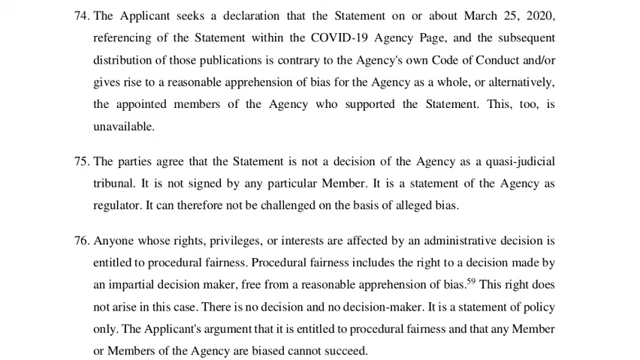 74. The Applicant seeks a declaration that the Statement on or about March 25, 2020,
referencing of the Statement within the COVID-19 Agency Page, and the subsequent
distribution of those publications is contrary to the Agency's own Code of Conduct and/or
gives rise to a reasonable apprehension of bias for the Agency as a whole, or alternatively,
the appointed members of the Agency who supported the Statement. This, too, is
unavailable.
75. The parties agree that the Statement is not a decision of the Agency as a quasi-judicial
tribunal. It is not signed by any particular Member. It is a statement of the Agency as
regulator. It can therefore not be challenged on the basis of alleged bias.
76. Anyone whose rights, privileges, or interests are affected by an administrative decision is
entitled to procedural fairness. Procedural fairness includes the right to a decision made by
an impartial decision maker, free from a reasonable apprehension of bias.59 This right does
not arise in this case. There is no decision and no decision-maker. It is a statement of policy
only. The Applicant's argument that it is entitled to procedural fairness and that any Member
or Members of the Agency are biased cannot succeed.